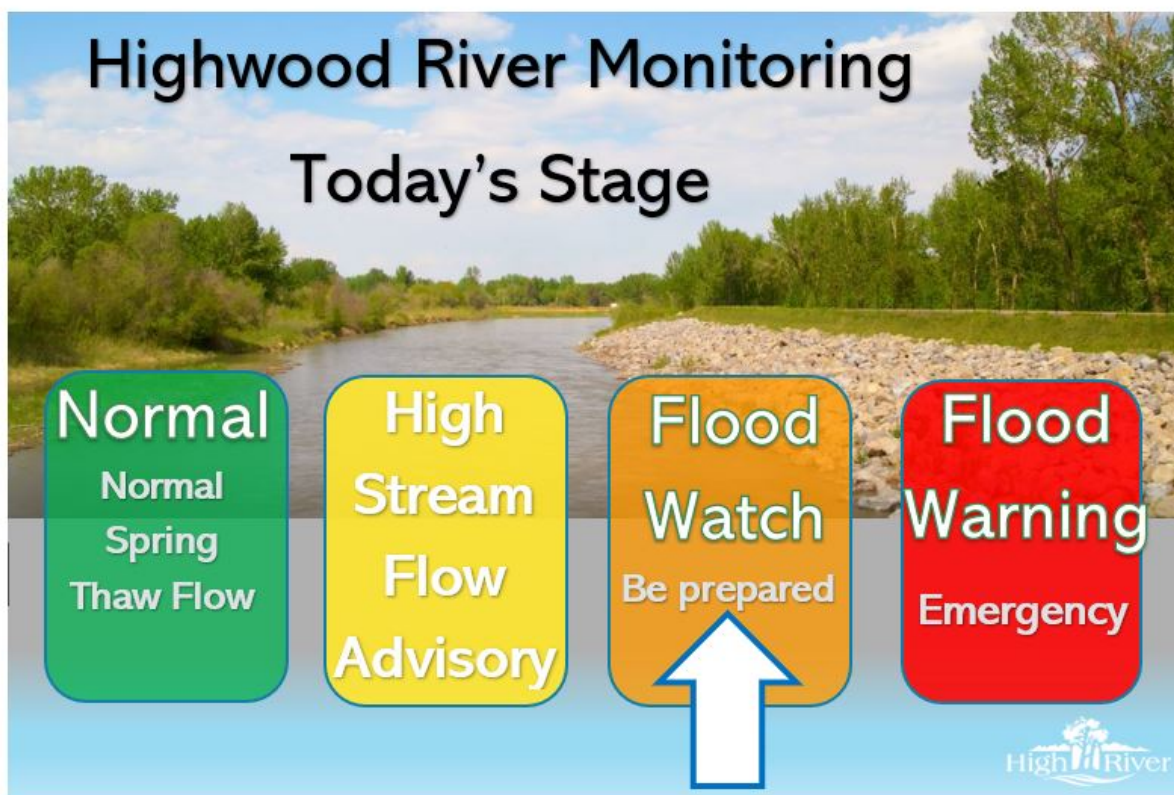 Highwood River Monitoring
Today's Stage
Normal
Normal
Spring
Thaw Flow
High
Stream
Flow
Advisory
Flood
Watch
Be prepared
Flood
Warning
Emergency
High River